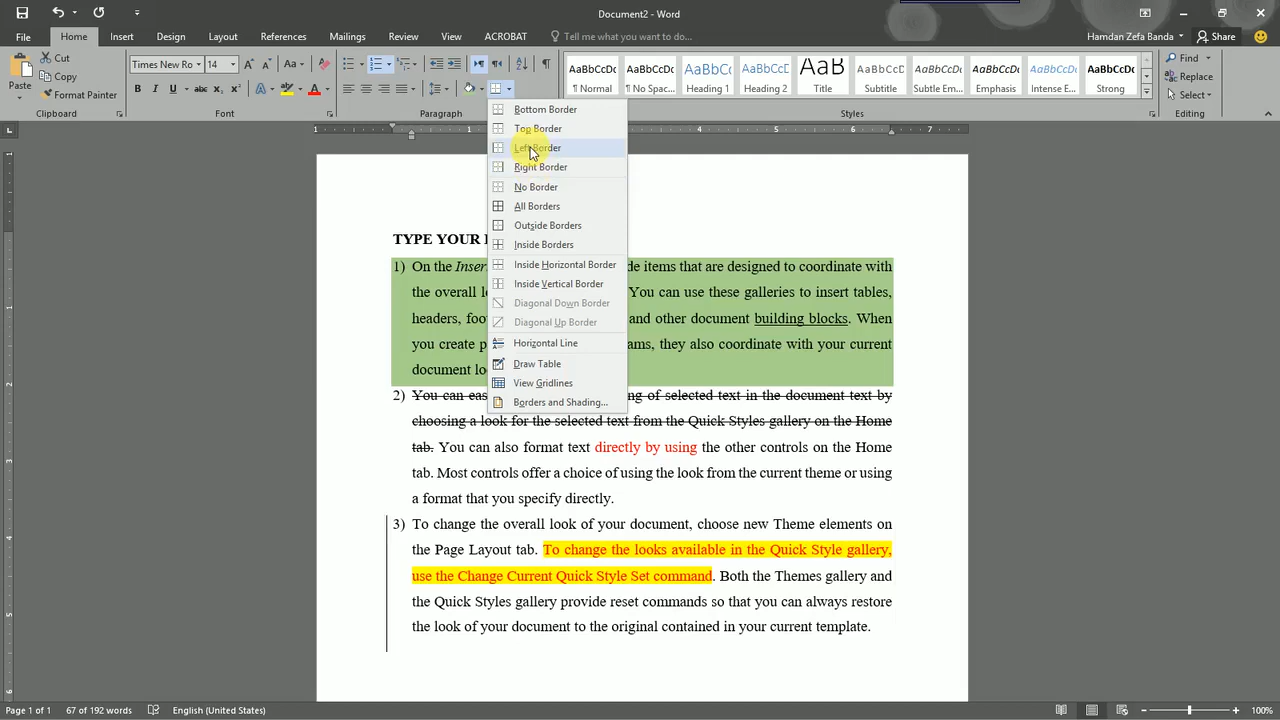 Document2 - Word
Hamdan Zefa Banda
Share
File Home Insert Design Layout References Mailings Review View ACROBAT Tell me what you want to do...
Paste
Cut
Copy
Format Painter
Clipboard
Times New Ro 14
Font
Paragraph
AaBbCcDc AaBbCcDc AaBbCc AaBbCcD AaB AaBbCcD AaBbCcDc AaBbCcDc AaBbCcDc AaBbCcDc
¶ Normal ¶ No Spac... Heading 1 Heading 2 Title Subtitle Subtle Em... Emphasis Intense E... Strong
Styles
Find
Replace
Select
Editing
Bottom Border
Top Border
Left Border
Right Border
No Border
All Borders
Outside Borders
Inside Borders
Inside Horizontal Border
Inside Vertical Border
Diagonal Down Border
Diagonal Up Border
Horizontal Line
Draw Table
View Gridlines
Borders and Shading...
TYPE YOUR
1) On the items that are designed to coordinate with
the overall You can use these galleries to insert tables,
headers, and other document building blocks. When
you create they also coordinate with your current
document
2) You can of selected text in the document text by
choosing a look for the selected text from the Quick Styles gallery on the Home
tab. You can also format text directly by using the other controls on the Home
tab. Most controls offer a choice of using the look from the current theme or using
a format that you specify directly.
3) To change the overall look of your document, choose new Theme elements on
the Page Layout tab. To change the looks available in the Quick Style gallery,
use the Change Current Quick Style Set command. Both the Themes gallery and
the Quick Styles gallery provide reset commands so that you can always restore
the look of your document to the original contained in your current template.
Page 1 of 1 67 of 192 words English (United States) 100%